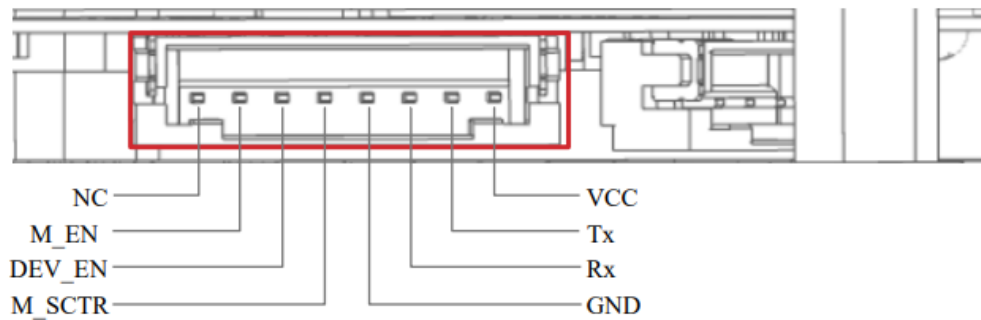 NC
M_EN
DEV_EN
M_SCTR
VCC
Tx
Rx
GND